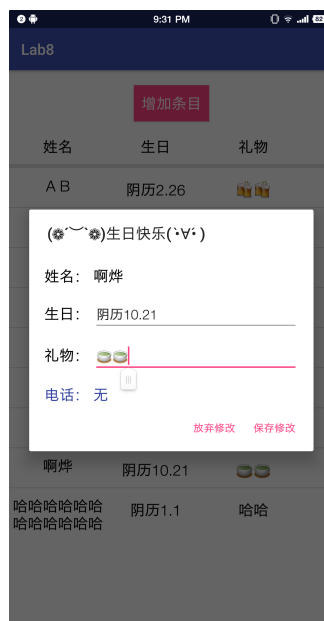 9:31 PM
82
Lab8
增加条目
姓名 生日 礼物
A B 阴历2.26 🍻🍻
(❁´︶`❁)生日快乐(•̀∀•́)
姓名： 啊烨
生日： 阴历10.21
礼物： 🍵🍵
电话： 无
放弃修改 保存修改
啊烨 阴历10.21 🍵🍵
哈哈哈哈哈哈 阴历1.1 哈哈
哈哈哈哈哈哈